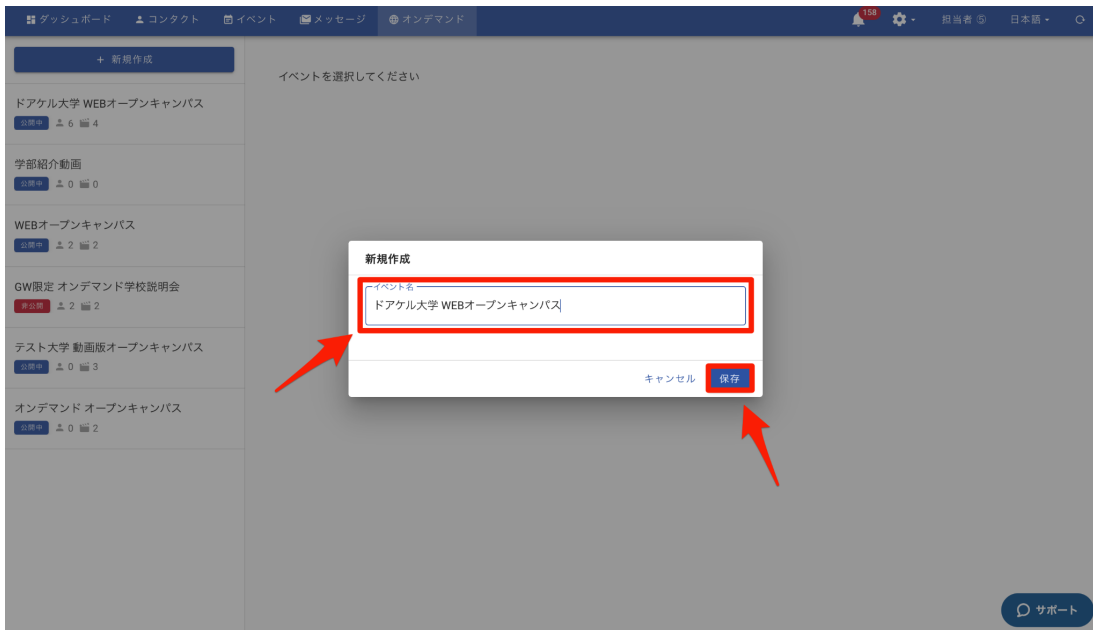 ダッシュボード コンタクト イベント メッセージ オンデマンド 158 担当者 ⑤ 日本語
+ 新規作成
イベントを選択してください
ドアケル大学 WEBオープンキャンパス
公開中 6 4
学部紹介動画
公開中 0 0
WEBオープンキャンパス
公開中 2 2
GW限定 オンデマンド学校説明会
非公開 2 2
テスト大学 動画版オープンキャンパス
公開中 0 3
オンデマンド オープンキャンパス
公開中 0 2
新規作成
イベント名
ドアケル大学 WEBオープンキャンパス
キャンセル 保存
サポート